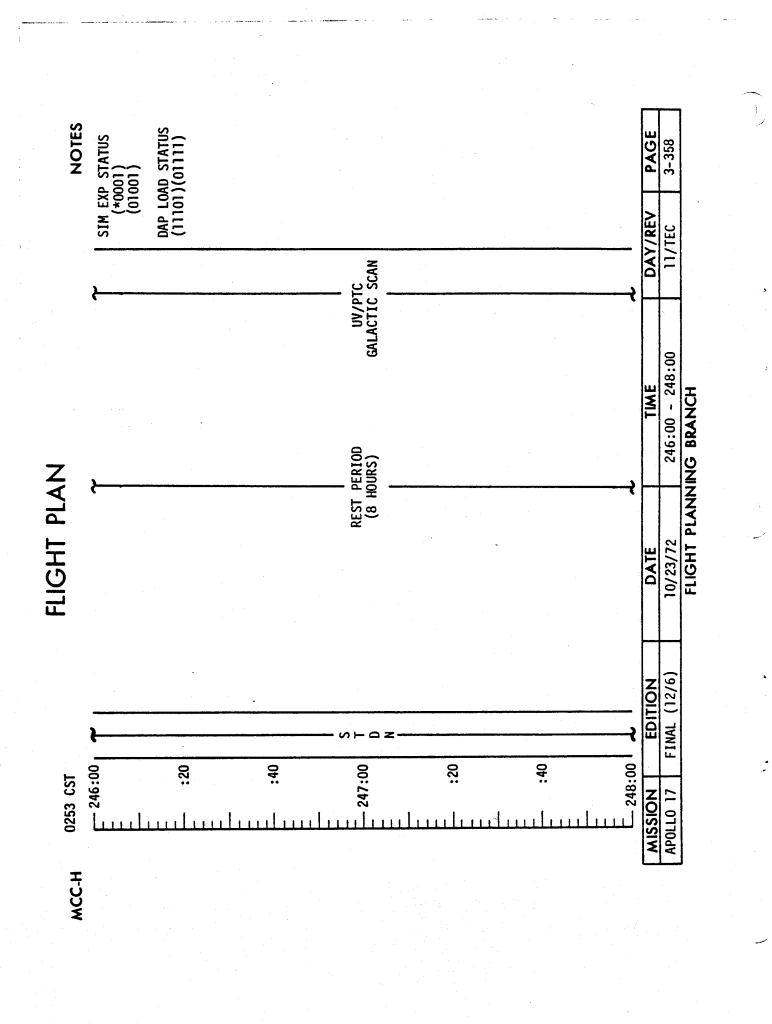 FLIGHT PLAN
MCC-H
0253 CST
NOTES
246:00
:20
:40
247:00
:20
:40
248:00
S
T
D
N
REST PERIOD
(8 HOURS)
UV/PTC
GALACTIC SCAN
SIM EXP STATUS
(*0001)
(01001)
DAP LOAD STATUS
(11101)(01111)
MISSION EDITION DATE TIME DAY/REV PAGE
APOLLO 17 FINAL (12/6) 10/23/72 246:00 - 248:00 11/TEC 3-358
FLIGHT PLANNING BRANCH